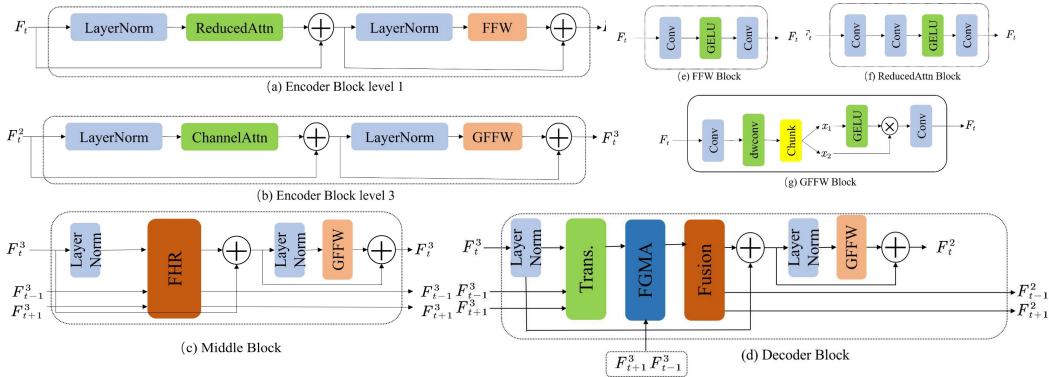 F_t LayerNorm ReducedAttn LayerNorm FFW
(a) Encoder Block level 1
F_t Conv GELU Conv F_t
(e) FFW Block
F_t Conv Conv GELU Conv F_t
(f) ReducedAttn Block
F_t^2 LayerNorm ChannelAttn LayerNorm GFFW F_t^3
(b) Encoder Block level 3
F_t Conv dwconv Chunk x_1 GELU Conv F_t
x_2
(g) GFFW Block
F_t^3 Layer Norm FHR Layer Norm GFFW F_t^3
F_{t-1}^3 F_{t-1}^3
F_{t+1}^3 F_{t+1}^3
(c) Middle Block
F_t^3 Layer Norm Trans. FGMA Fusion Layer Norm GFFW F_t^2
F_{t-1}^3 F_{t-1}^2
F_{t+1}^3 F_{t+1}^2
F_{t+1}^3 F_{t-1}^3
(d) Decoder Block